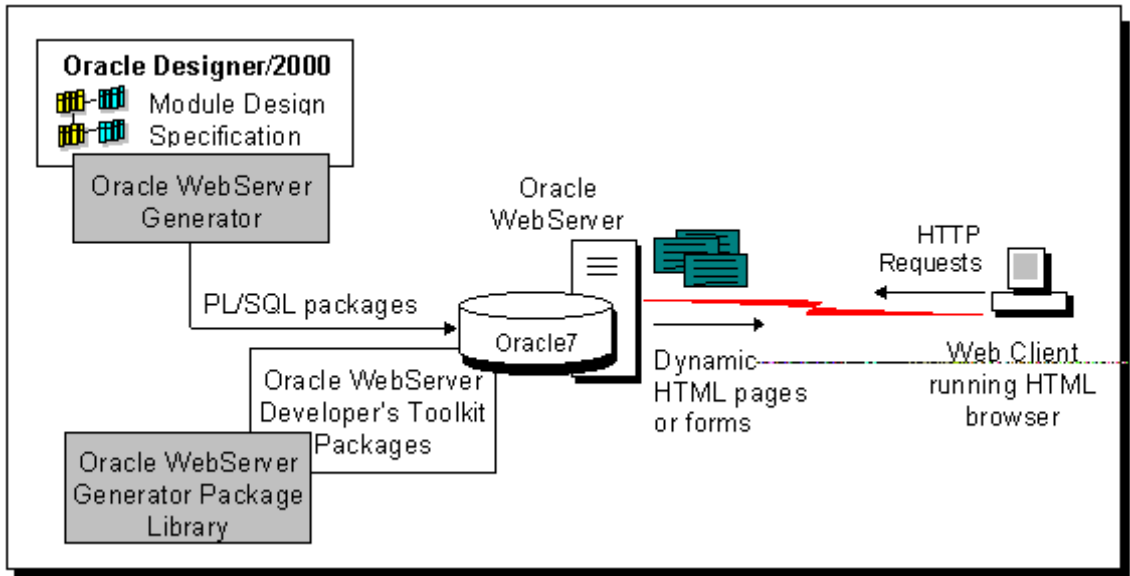 Oracle Designer/2000
Module Design
Specification
Oracle WebServer
Generator
PL/SQL packages
Oracle
WebServer
Oracle7
HTTP
Requests
Dynamic
HTML pages
or forms
Web Client
running HTML
browser
Oracle WebServer
Developer's Toolkit
Packages
Oracle WebServer
Generator Package
Library